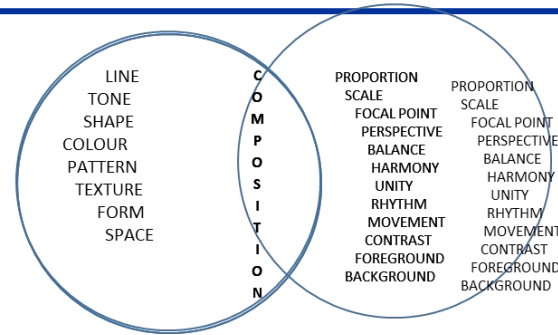 LINE
TONE
SHAPE
COLOUR
PATTERN
TEXTURE
FORM
SPACE
C
O
M
P
O
S
I
T
I
O
N
PROPORTION
SCALE
FOCAL POINT
PERSPECTIVE
BALANCE
HARMONY
UNITY
RHYTHM
MOVEMENT
CONTRAST
FOREGROUND
BACKGROUND
PROPORTION
SCALE
FOCAL POINT
PERSPECTIVE
BALANCE
HARMONY
UNITY
RHYTHM
MOVEMENT
CONTRAST
FOREGROUND
BACKGROUND